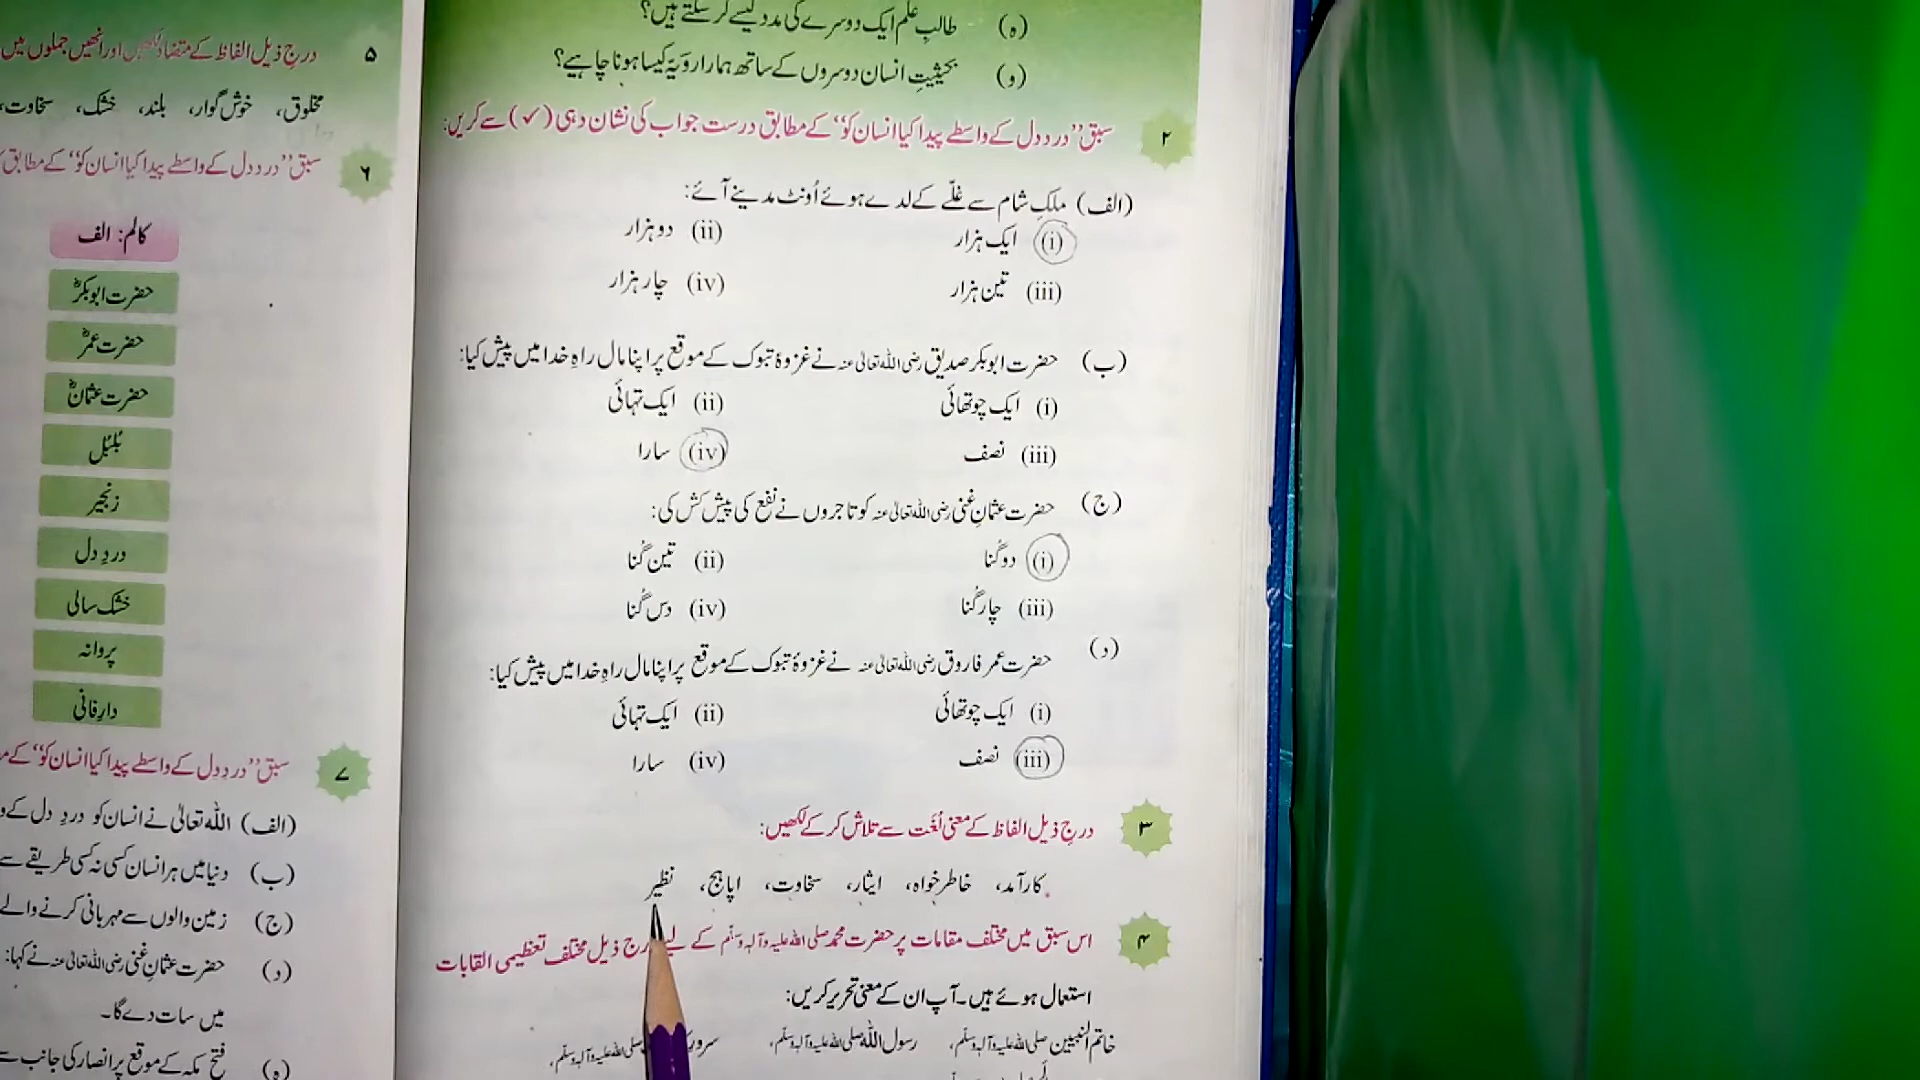 (ہ) طالبِ علم ایک دوسرے کی مدد کیسے کر سکتے ہیں؟
(و) بحیثیتِ انسان دوسروں کے ساتھ ہمارا رویّہ کیسا ہونا چاہیے؟
۲ سبق ”دردِ دل کے واسطے پیدا کیا انسان کو“ کے مطابق درست جواب کی نشان دہی (✓) سے کریں:
(الف) ملکِ شام سے غلّے کے لدے ہوئے اُونٹ مدینے آئے:
(i) ایک ہزار (ii) دو ہزار
(iii) تین ہزار (iv) چار ہزار
(ب) حضرت ابوبکر صدیق رضی اللہ تعالیٰ عنہ نے غزوۂ تبوک کے موقع پر اپنا مال راہِ خدا میں پیش کیا:
(i) ایک چوتھائی (ii) ایک تہائی
(iii) نصف (iv) سارا
(ج) حضرت عثمانِ غنی رضی اللہ تعالیٰ عنہ کو تاجروں نے نفع کی پیش کش کی:
(i) دو گُنا (ii) تین گُنا
(iii) چار گُنا (iv) دس گُنا
(د) حضرت عمر فاروق رضی اللہ تعالیٰ عنہ نے غزوۂ تبوک کے موقع پر اپنا مال راہِ خدا میں پیش کیا:
(i) ایک چوتھائی (ii) ایک تہائی
(iii) نصف (iv) سارا
۳ درج ذیل الفاظ کے معنی لُغَت سے تلاش کر کے لکھیں:
کارآمد، خاطر خواہ، ایثار، سخاوت، اپاہج، نظیر
۴ اس سبق میں مختلف مقامات پر حضرت محمد صلی اللہ علیہ وآلہ وسلم کے لیے درج ذیل مختلف تعظیمی القابات
استعمال ہوئے ہیں۔ آپ ان کے معنی تحریر کریں:
خاتم النبیین صلی اللہ علیہ وآلہ وسلم، رسول اللہ صلی اللہ علیہ وآلہ وسلم، صلی اللہ علیہ وآلہ وسلم،
۵ درج ذیل الفاظ کے متضاد لکھیں اور انھیں جملوں میں
مخلوق، خوش گوار، بلند، خشک، سخاوت،
۶ سبق ”دردِ دل کے واسطے پیدا کیا انسان کو“ کے مطابق
کالم: الف
حضرت ابوبکرؓ
حضرت عمرؓ
حضرت عثمانؓ
بُلبُل
زنجیر
دردِ دل
خشک سالی
پروانہ
دارِ فانی
۷ سبق ”دردِ دل کے واسطے پیدا کیا انسان کو“ کے
(الف) اللہ تعالیٰ نے انسان کو دردِ دل کے
(ب) دنیا میں ہر انسان کسی نہ کسی طریقے سے
(ج) زمین والوں سے مہربانی کرنے والے
(د) حضرت عثمانِ غنی رضی اللہ تعالیٰ عنہ نے کہا:
میں سات دے گا۔
(ہ) فتح مکہ کے موقع پر انصار کی جانب سے